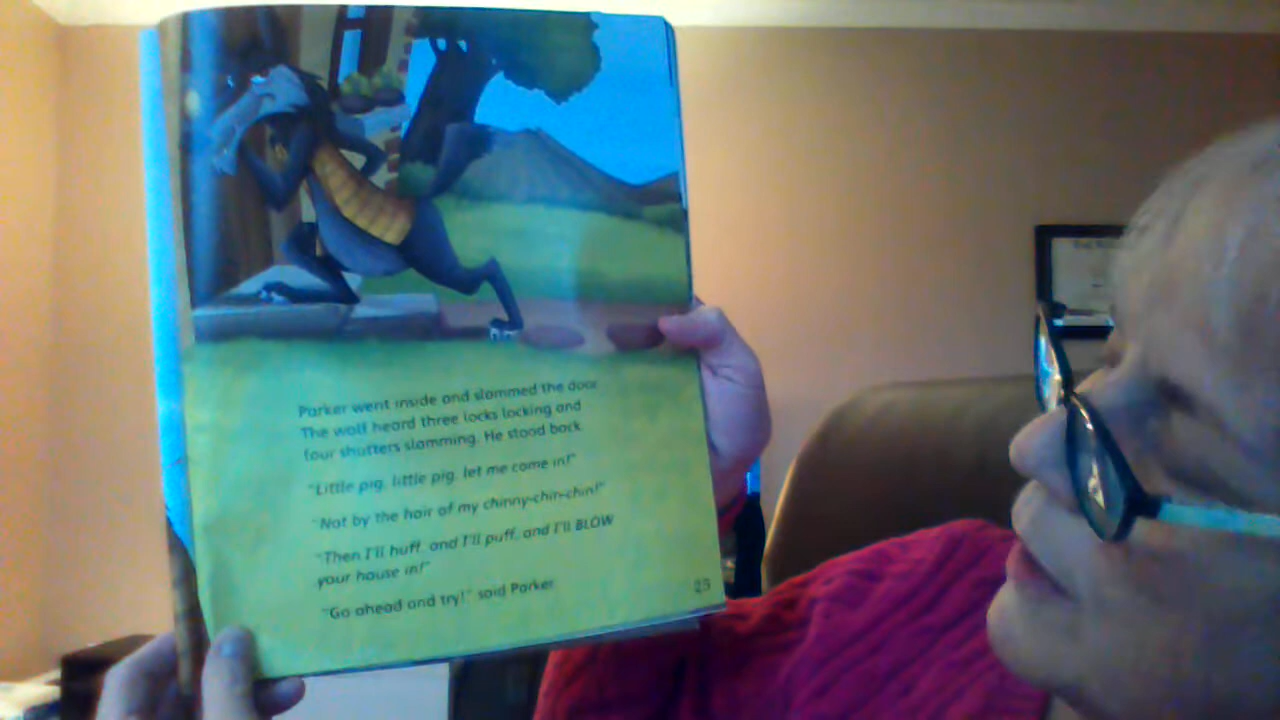 Parker went inside and slammed the door
The wolf heard three locks locking and
four shutters slamming. He stood back
"Little pig, little pig, let me come in!"
"Not by the hair of my chinny-chin-chin!"
"Then I'll huff, and I'll puff, and I'll BLOW
your house in!"
"Go ahead and try!" said Parker
25